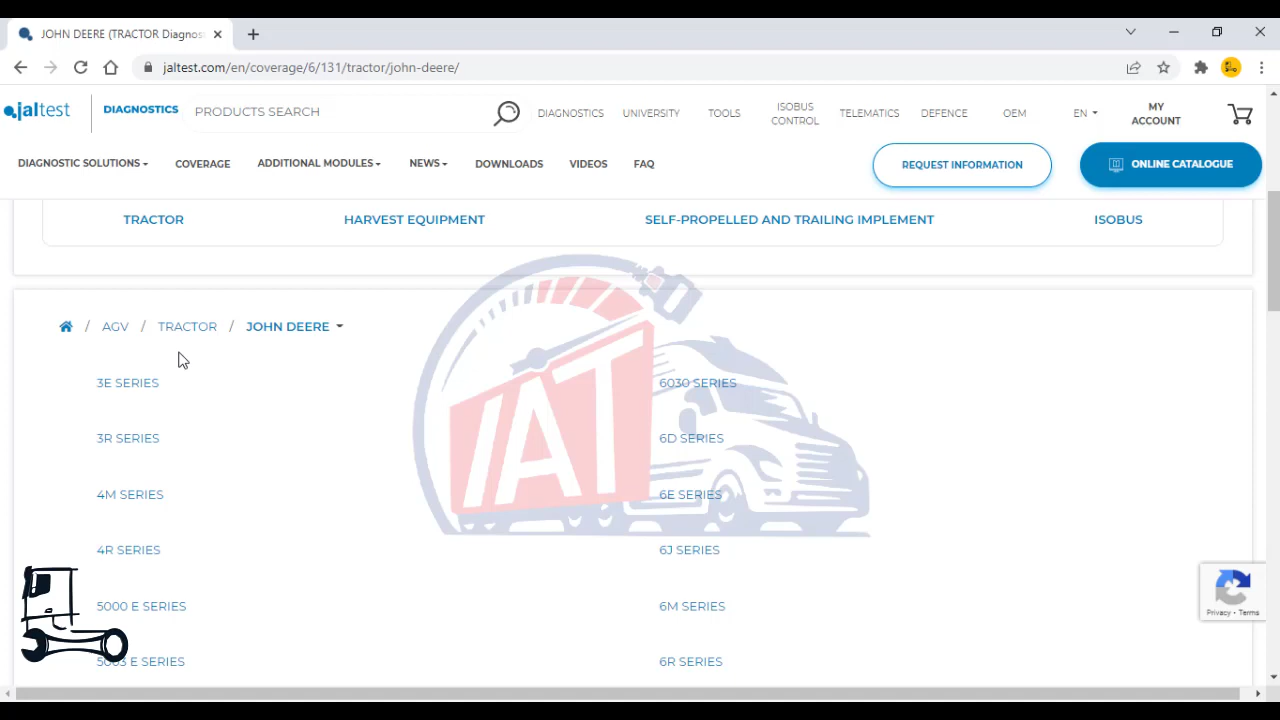 JOHN DEERE (TRACTOR Diagnos
jaltest.com/en/coverage/6/131/tractor/john-deere/
jaltest DIAGNOSTICS PRODUCTS SEARCH DIAGNOSTICS UNIVERSITY TOOLS ISOBUS CONTROL TELEMATICS DEFENCE OEM EN MY ACCOUNT
DIAGNOSTIC SOLUTIONS COVERAGE ADDITIONAL MODULES NEWS DOWNLOADS VIDEOS FAQ REQUEST INFORMATION ONLINE CATALOGUE
TRACTOR HARVEST EQUIPMENT SELF-PROPELLED AND TRAILING IMPLEMENT ISOBUS
/ AGV / TRACTOR / JOHN DEERE
3E SERIES 6030 SERIES
3R SERIES 6D SERIES
4M SERIES 6E SERIES
4R SERIES 6J SERIES
5000 E SERIES 6M SERIES
5003 E SERIES 6R SERIES
IAT
Privacy - Terms